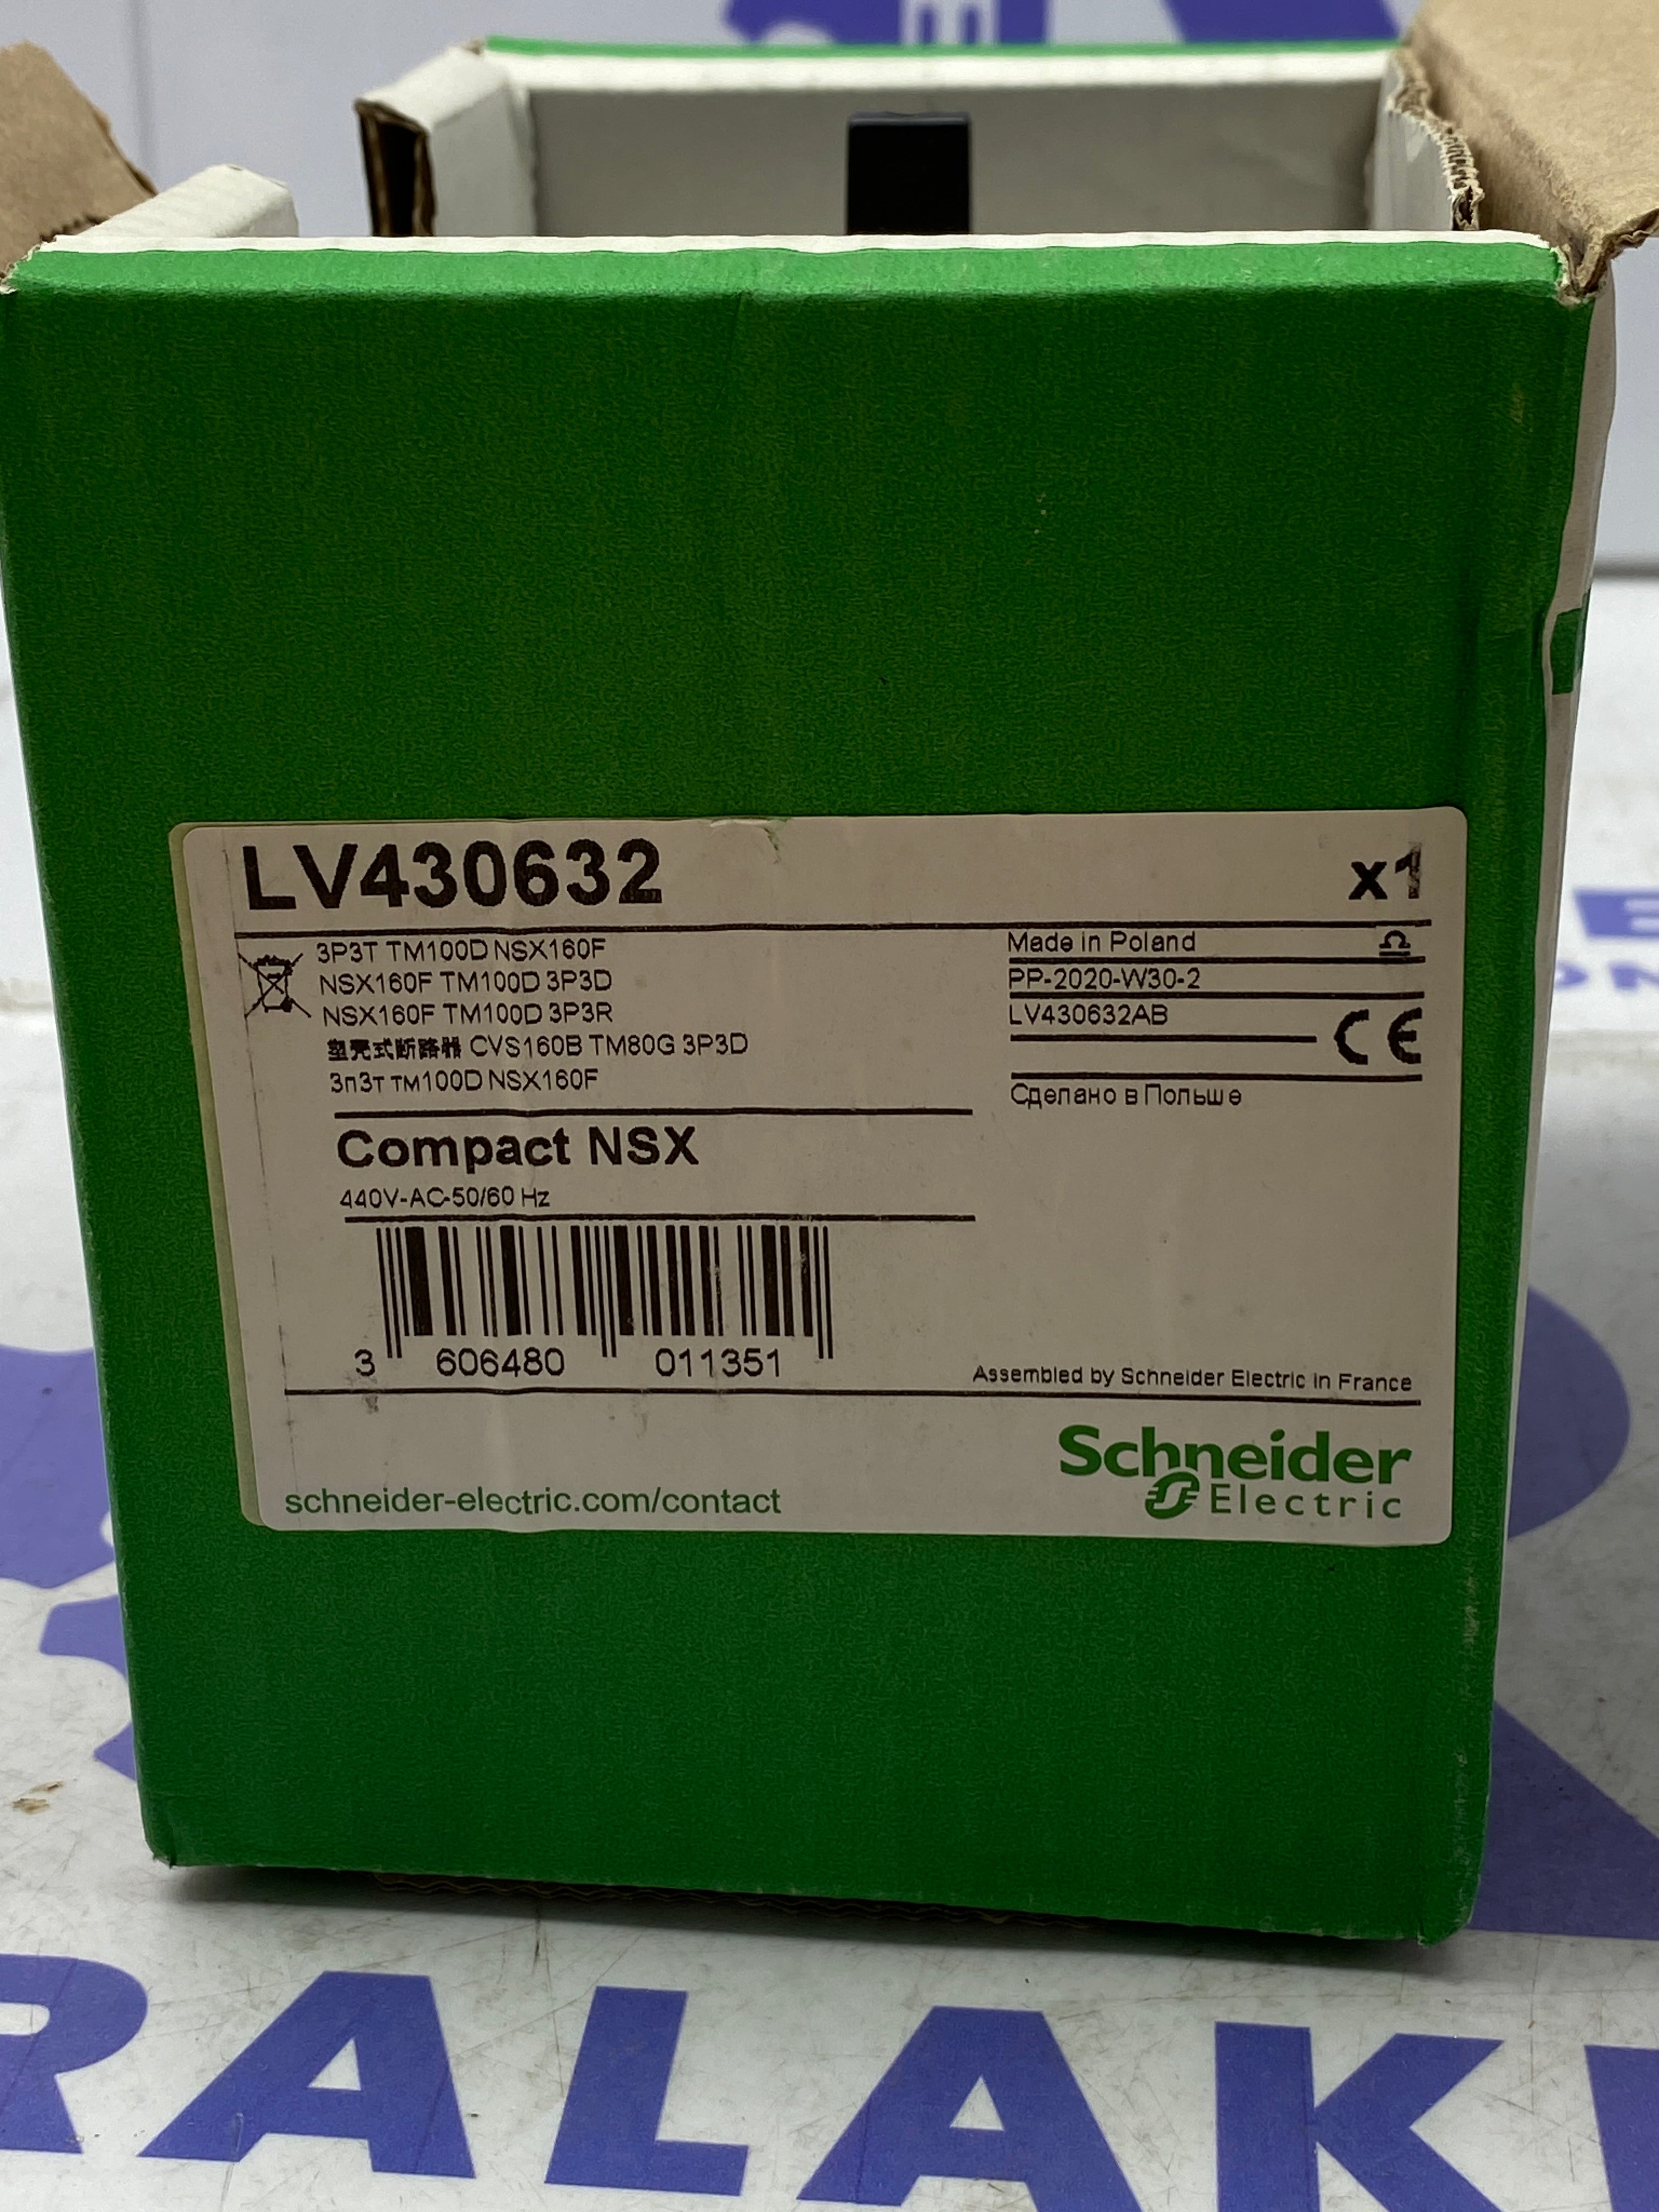 LV430632
x1
3P3T TM100D NSX160F
NSX160F TM100D 3P3D
NSX160F TM100D 3P3R
塑壳式断路器 CVS160B TM80G 3P3D
3п3т тм100D NSX160F
Made in Poland
PP-2020-W30-2
LV430632AB
CE
Сделано в Польше
Compact NSX
440V-AC-50/60 Hz
3 606480 011351
Assembled by Schneider Electric in France
schneider-electric.com/contact
Schneider
Electric
RALAK